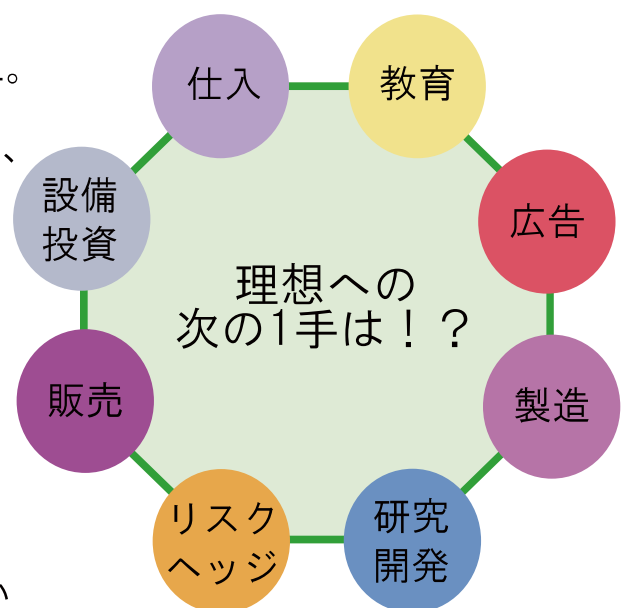 仕入
教育
設備
投資
広告
理想への
次の1手は！？
販売
製造
リスク
ヘッジ
研究
開発